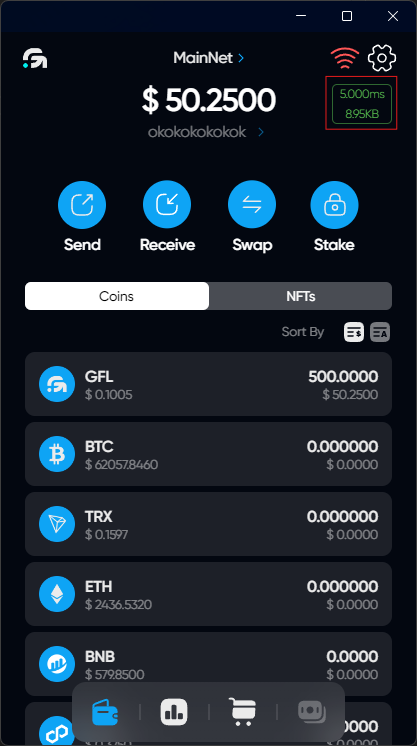 MainNet
5.000ms
8.95KB
$ 50.2500
okokokokokok
Send
Receive
Swap
Stake
Coins
NFTs
Sort By
GFL
500.0000
$ 0.1005
$ 50.2500
BTC
0.000000
$ 62057.8460
$ 0.0000
TRX
0.000000
$ 0.1597
$ 0.0000
ETH
0.000000
$ 2436.5320
$ 0.0000
BNB
0.0000
$ 579.8500
$ 0.0000